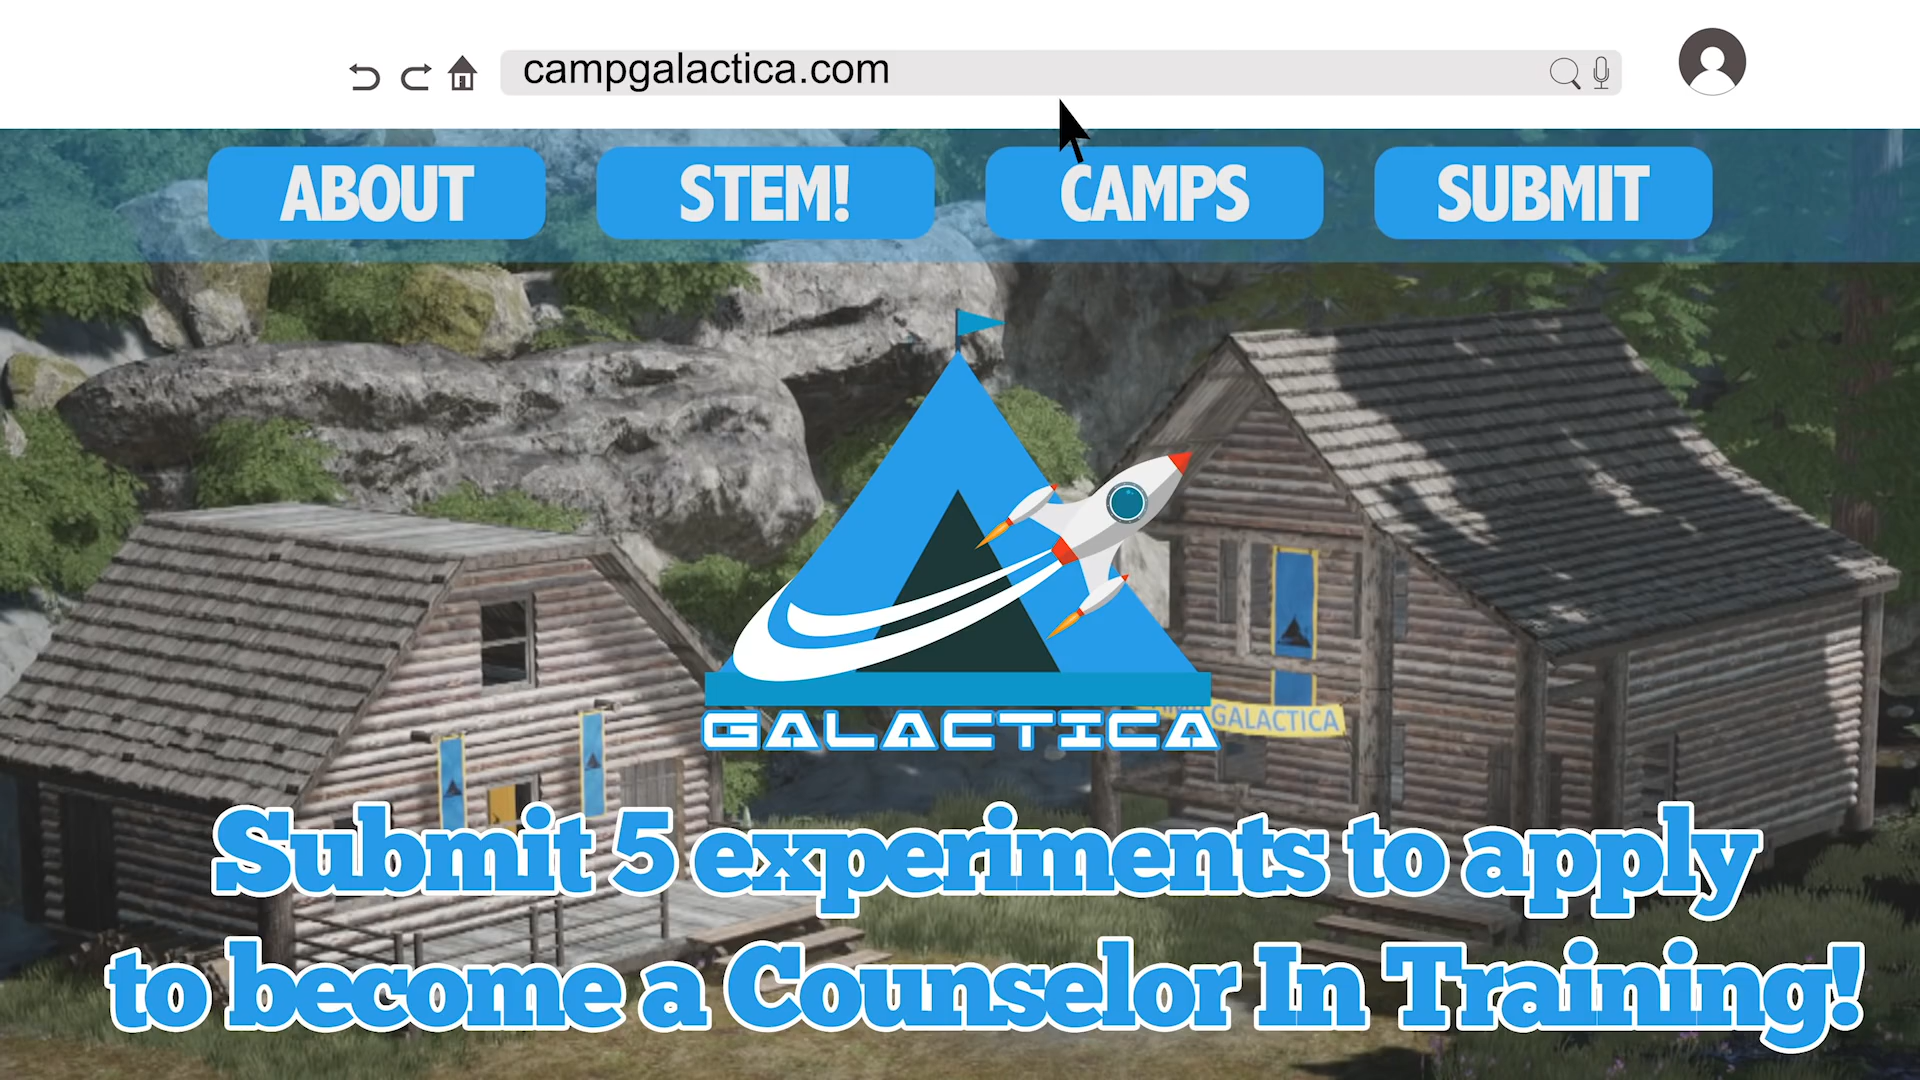 campgalactica.com
ABOUT
STEM!
CAMPS
SUBMIT
GALACTICA
GALACTICA
Submit 5 experiments to apply
to become a Counselor In Training!